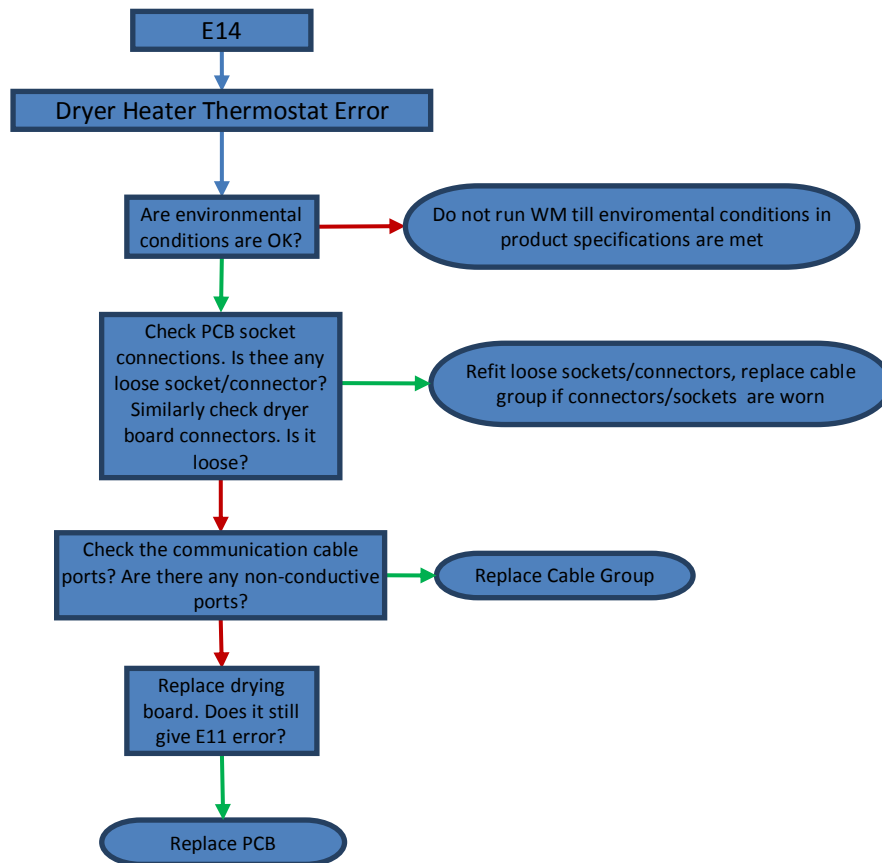 E14
Dryer Heater Thermostat Error
Are environmental
conditions are OK?
Do not run WM till enviromental conditions in
product specifications are met
Check PCB socket
connections. Is thee any
loose socket/connector?
Similarly check dryer
board connectors. Is it
loose?
Refit loose sockets/connectors, replace cable
group if connectors/sockets are worn
Check the communication cable
ports? Are there any non-conductive
ports?
Replace Cable Group
Replace drying
board. Does it still
give E11 error?
Replace PCB